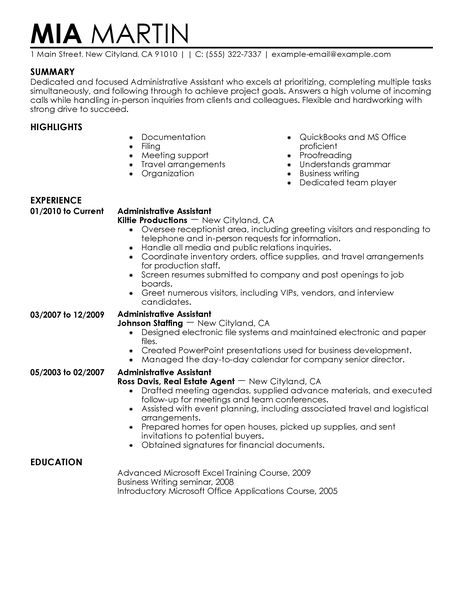 MIA MARTIN
1 Main Street, New Cityland, CA 91010 | C: (555) 322-7337 | example-email@example.com
SUMMARY
Dedicated and focused Administrative Assistant who excels at prioritizing, completing multiple tasks
simultaneously, and following through to achieve project goals. Answers a high volume of incoming
calls while handling in-person inquiries from clients and colleagues. Flexible and hardworking with
strong drive to succeed.
HIGHLIGHTS
• Documentation
• Filing
• Meeting support
• Travel arrangements
• Organization
• QuickBooks and MS Office
proficient
• Proofreading
• Understands grammar
• Business writing
• Dedicated team player
EXPERIENCE
01/2010 to Current Administrative Assistant
Kiltie Productions — New Cityland, CA
• Oversee receptionist area, including greeting visitors and responding to
telephone and in-person requests for information.
• Handle all media and public relations inquiries.
• Coordinate inventory orders, office supplies, and travel arrangements
for production staff.
• Screen resumes submitted to company and post openings to job
boards.
• Greet numerous visitors, including VIPs, vendors, and interview
candidates.
03/2007 to 12/2009 Administrative Assistant
Johnson Staffing — New Cityland, CA
• Designed electronic file systems and maintained electronic and paper
files.
• Created PowerPoint presentations used for business development.
• Managed the day-to-day calendar for company senior director.
05/2003 to 02/2007 Administrative Assistant
Ross Davis, Real Estate Agent — New Cityland, CA
• Drafted meeting agendas, supplied advance materials, and executed
follow-up for meetings and team conferences.
• Assisted with event planning, including associated travel and logistical
arrangements.
• Prepared homes for open houses, picked up supplies, and sent
invitations to potential buyers.
• Obtained signatures for financial documents.
EDUCATION
Advanced Microsoft Excel Training Course, 2009
Business Writing seminar, 2008
Introductory Microsoft Office Applications Course, 2005